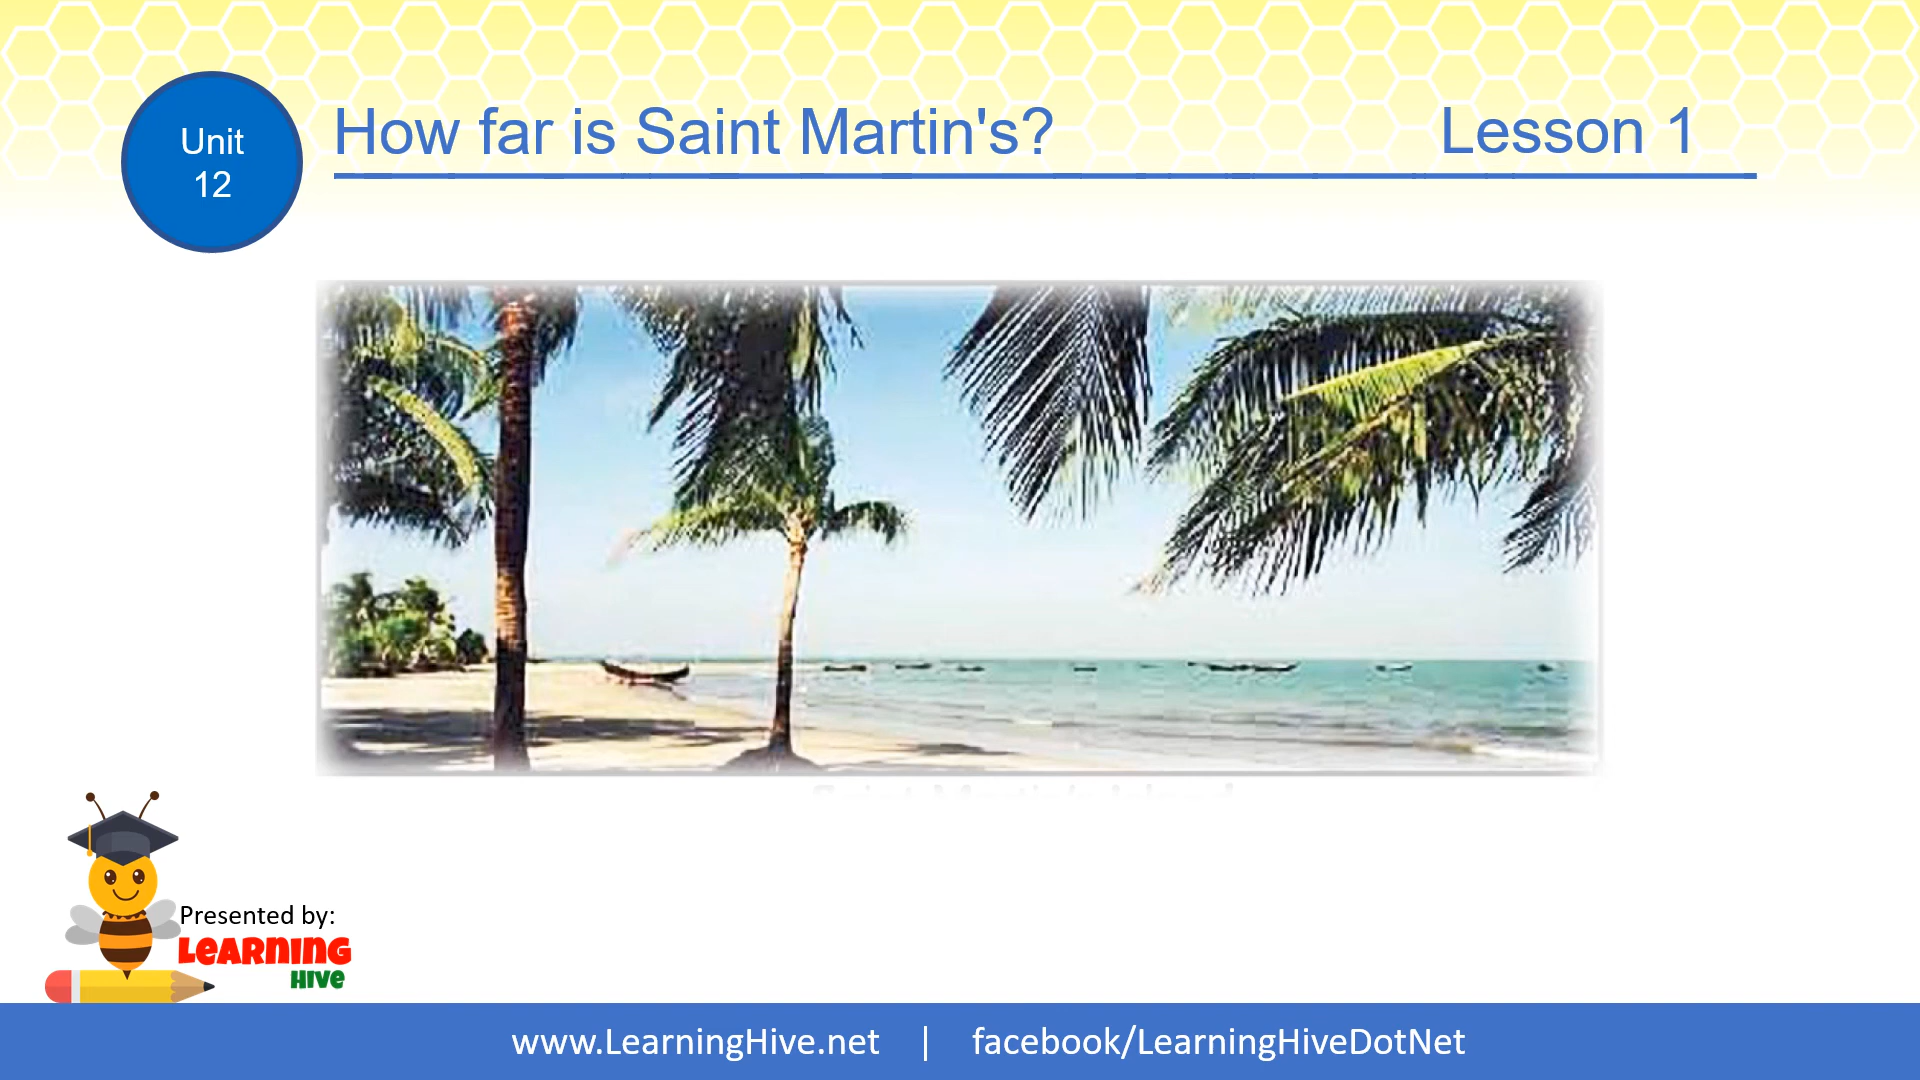 Unit
12
How far is Saint Martin's?
Lesson 1
Presented by:
LeARNING
HIVe
www.LearningHive.net | facebook/LearningHiveDotNet